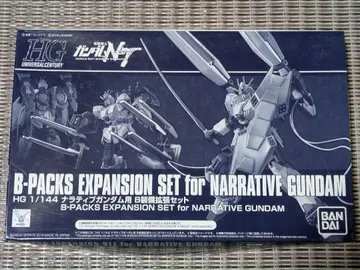 HG
UNIVERSAL CENTURY
ガンダムNT
B-PACKS EXPANSION SET for NARRATIVE GUNDAM
HG 1/144 ナラティブガンダム用 B装備拡張セット
B-PACKS EXPANSION SET for NARRATIVE GUNDAM
BAN
DAI